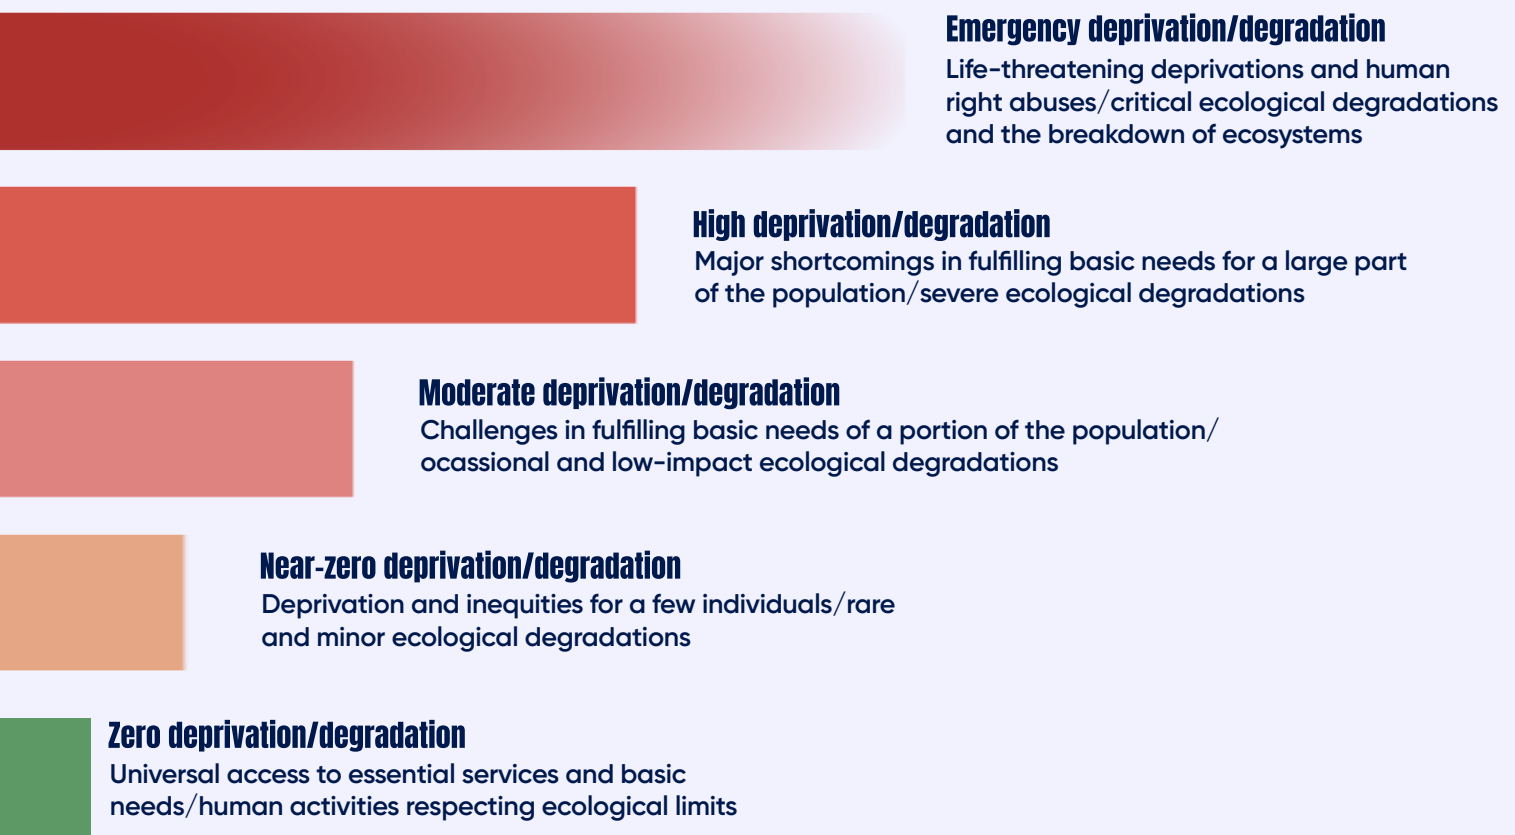 Emergency deprivation/degradation
Life-threatening deprivations and human
right abuses/critical ecological degradations
and the breakdown of ecosystems
High deprivation/degradation
Major shortcomings in fulfilling basic needs for a large part
of the population/severe ecological degradations
Moderate deprivation/degradation
Challenges in fulfilling basic needs of a portion of the population/
ocassional and low-impact ecological degradations
Near-zero deprivation/degradation
Deprivation and inequities for a few individuals/rare
and minor ecological degradations
Zero deprivation/degradation
Universal access to essential services and basic
needs/human activities respecting ecological limits